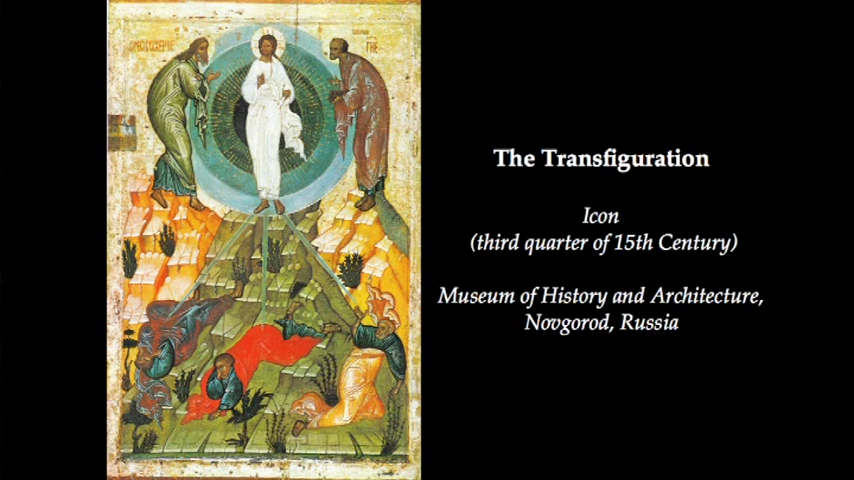 The Transfiguration
Icon
(third quarter of 15th Century)
Museum of History and Architecture,
Novgorod, Russia